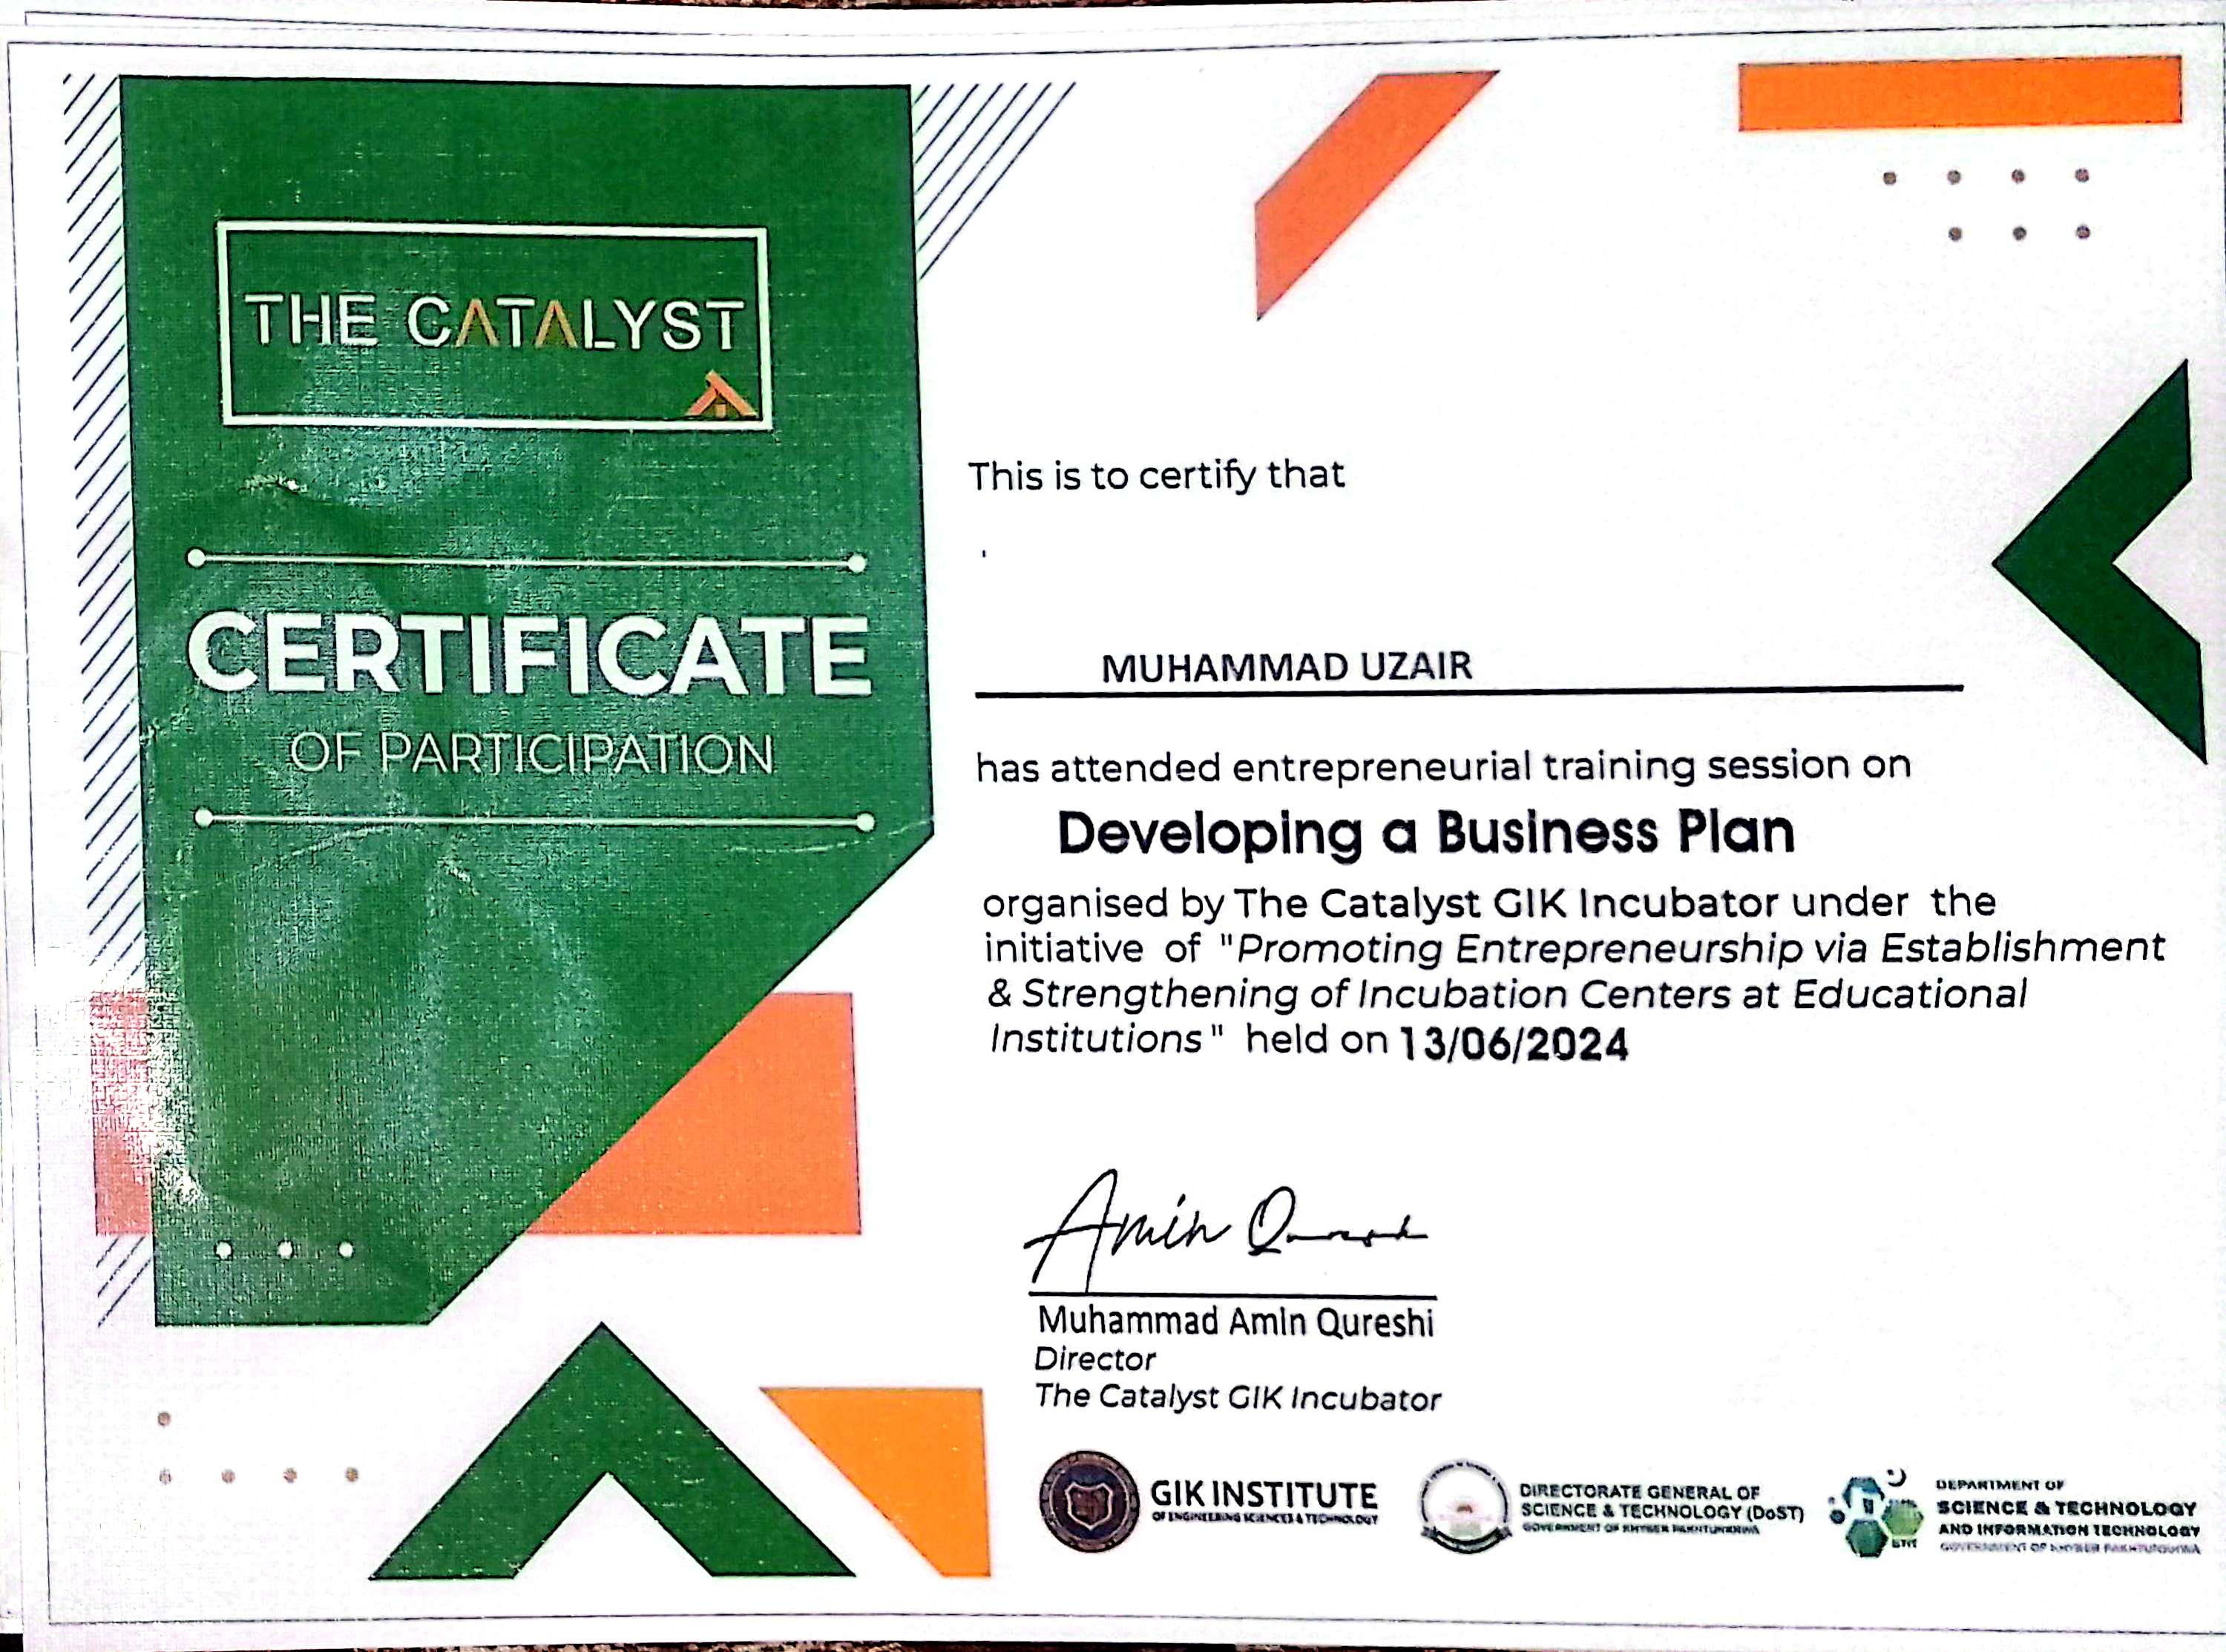 THE CATALYST
CERTIFICATE
OF PARTICIPATION
This is to certify that
MUHAMMAD UZAIR
has attended entrepreneurial training session on
Developing a Business Plan
organised by The Catalyst GIK Incubator under the
initiative of "Promoting Entrepreneurship via Establishment
& Strengthening of Incubation Centers at Educational
Institutions" held on 13/06/2024
Amin Qureshi
Muhammad Amin Qureshi
Director
The Catalyst GIK Incubator
GIK INSTITUTE
OF ENGINEERING SCIENCES & TECHNOLOGY
DIRECTORATE GENERAL OF
SCIENCE & TECHNOLOGY (DoST)
GOVERNMENT OF KHYBER PAKHTUNKHWA
DEPARTMENT OF
SCIENCE & TECHNOLOGY
AND INFORMATION TECHNOLOGY
GOVERNMENT OF KHYBER PAKHTUNKHWA